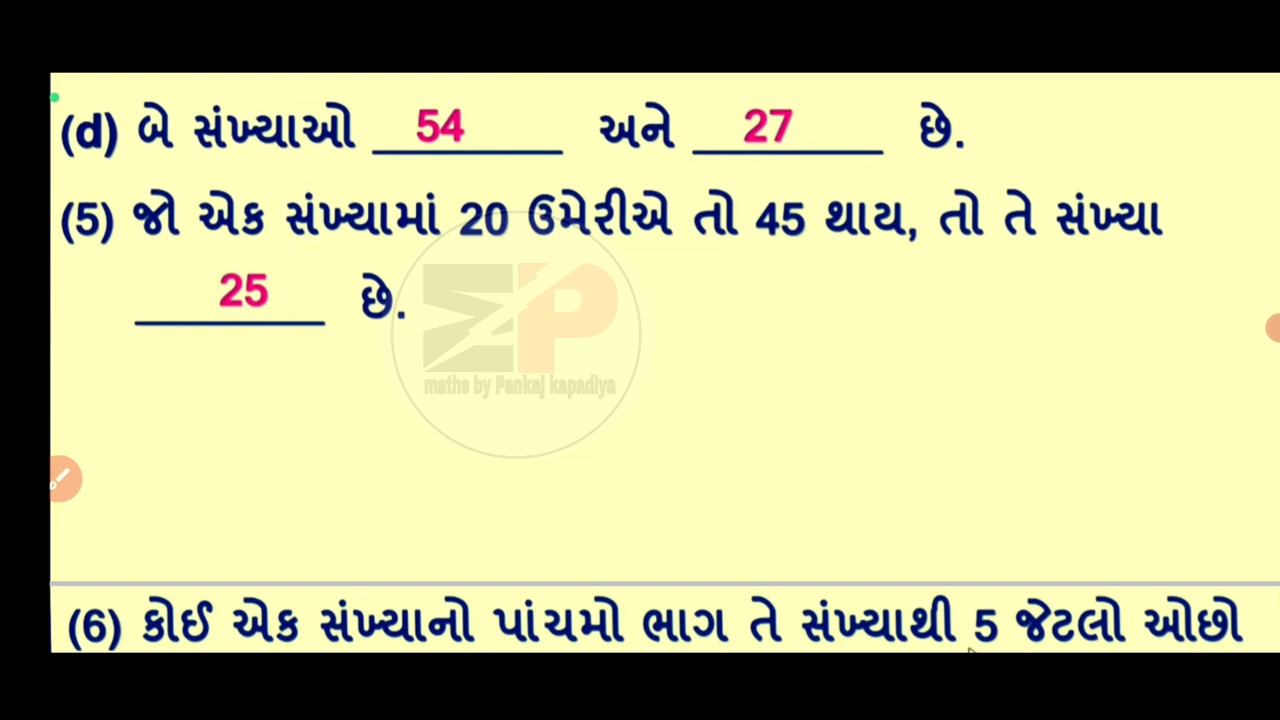 (d) બે સંખ્યાઓ 54 અને 27 છે.
(5) જો એક સંખ્યામાં 20 ઉમેરીએ તો 45 થાય, તો તે સંખ્યા
25 છે.
maths by Pankaj kapadiya
(6) કોઈ એક સંખ્યાનો પાંચમો ભાગ તે સંખ્યાથી 5 જેટલો ઓછો